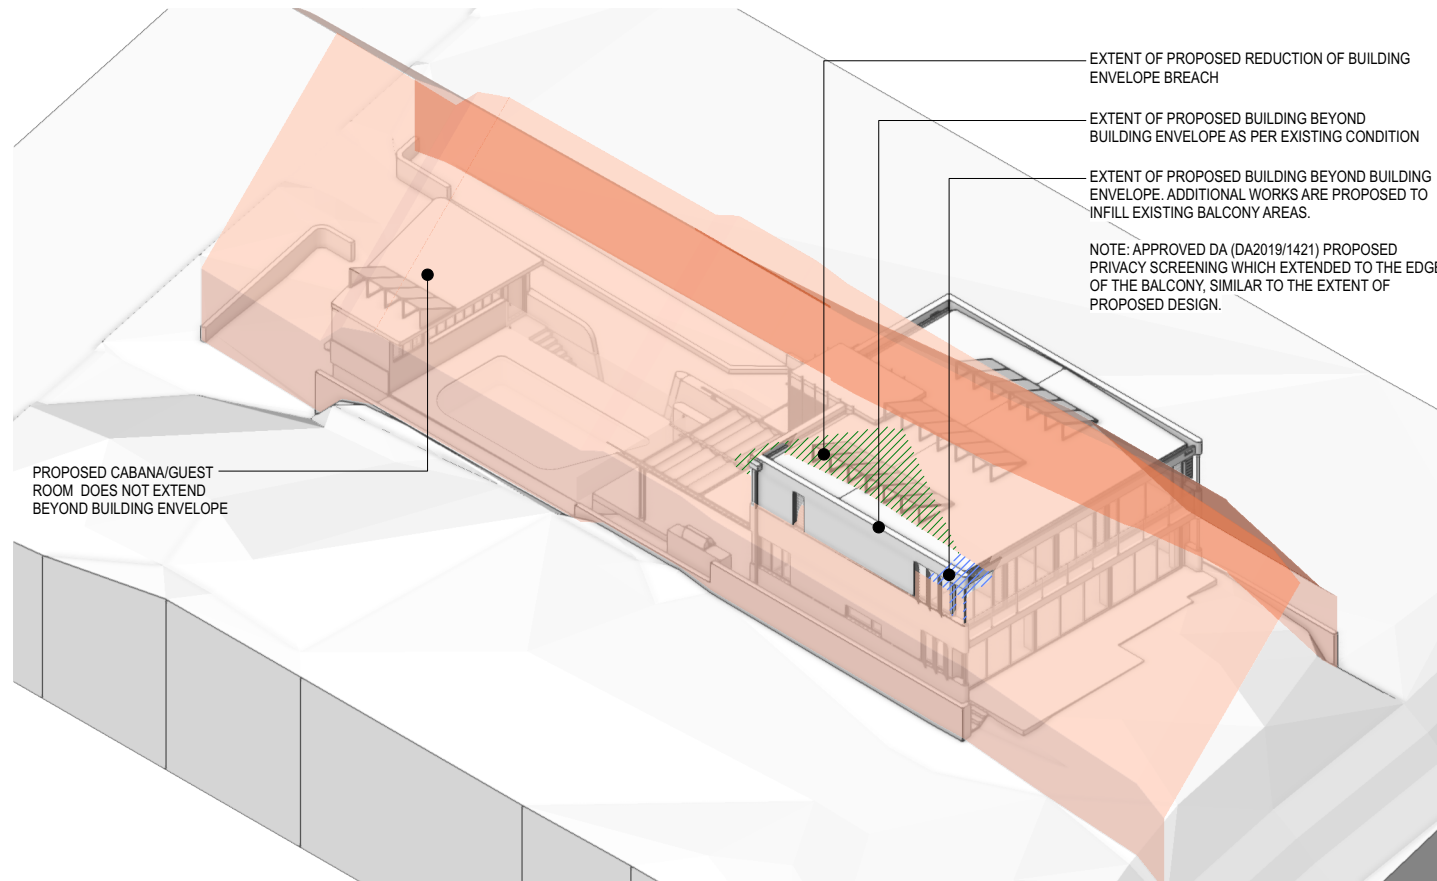 EXTENT OF PROPOSED REDUCTION OF BUILDING
ENVELOPE BREACH
EXTENT OF PROPOSED BUILDING BEYOND
BUILDING ENVELOPE AS PER EXISTING CONDITION
EXTENT OF PROPOSED BUILDING BEYOND BUILDING
ENVELOPE. ADDITIONAL WORKS ARE PROPOSED TO
INFILL EXISTING BALCONY AREAS.
NOTE: APPROVED DA (DA2019/1421) PROPOSED
PRIVACY SCREENING WHICH EXTENDED TO THE EDGE
OF THE BALCONY, SIMILAR TO THE EXTENT OF
PROPOSED DESIGN.
PROPOSED CABANA/GUEST
ROOM DOES NOT EXTEND
BEYOND BUILDING ENVELOPE